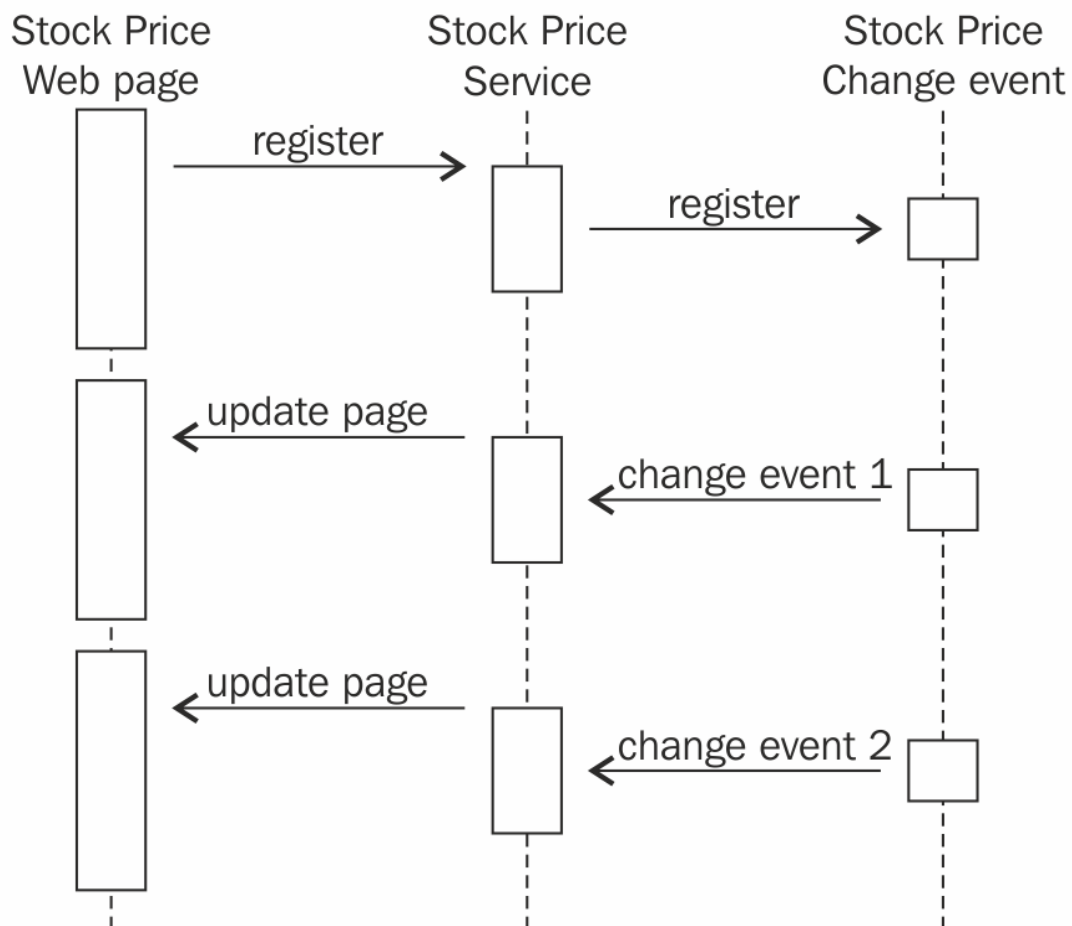 Stock Price
Web page
Stock Price
Service
Stock Price
Change event
register
register
update page
change event 1
update page
change event 2